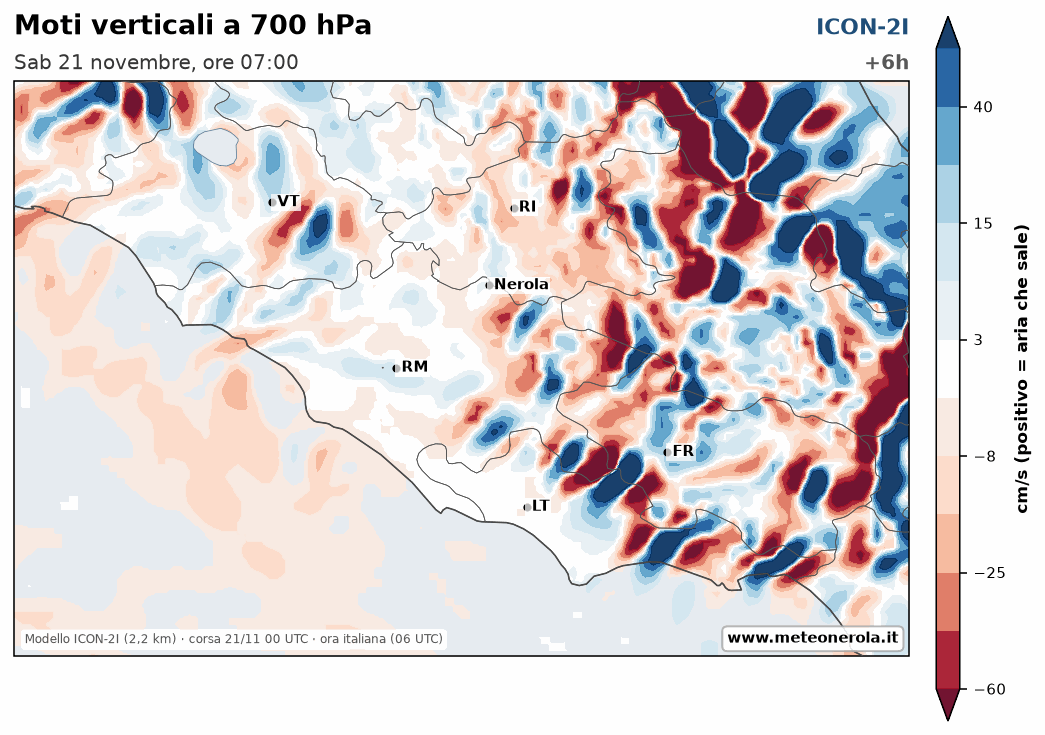 Moti verticali a 700 hPa
ICON-2I
Sab 21 novembre, ore 07:00
+6h
VT
RI
Nerola
RM
FR
LT
40
15
3
−8
−25
−60
cm/s (positivo = aria che sale)
Modello ICON-2I (2,2 km) · corsa 21/11 00 UTC · ora italiana (06 UTC)
www.meteonerola.it